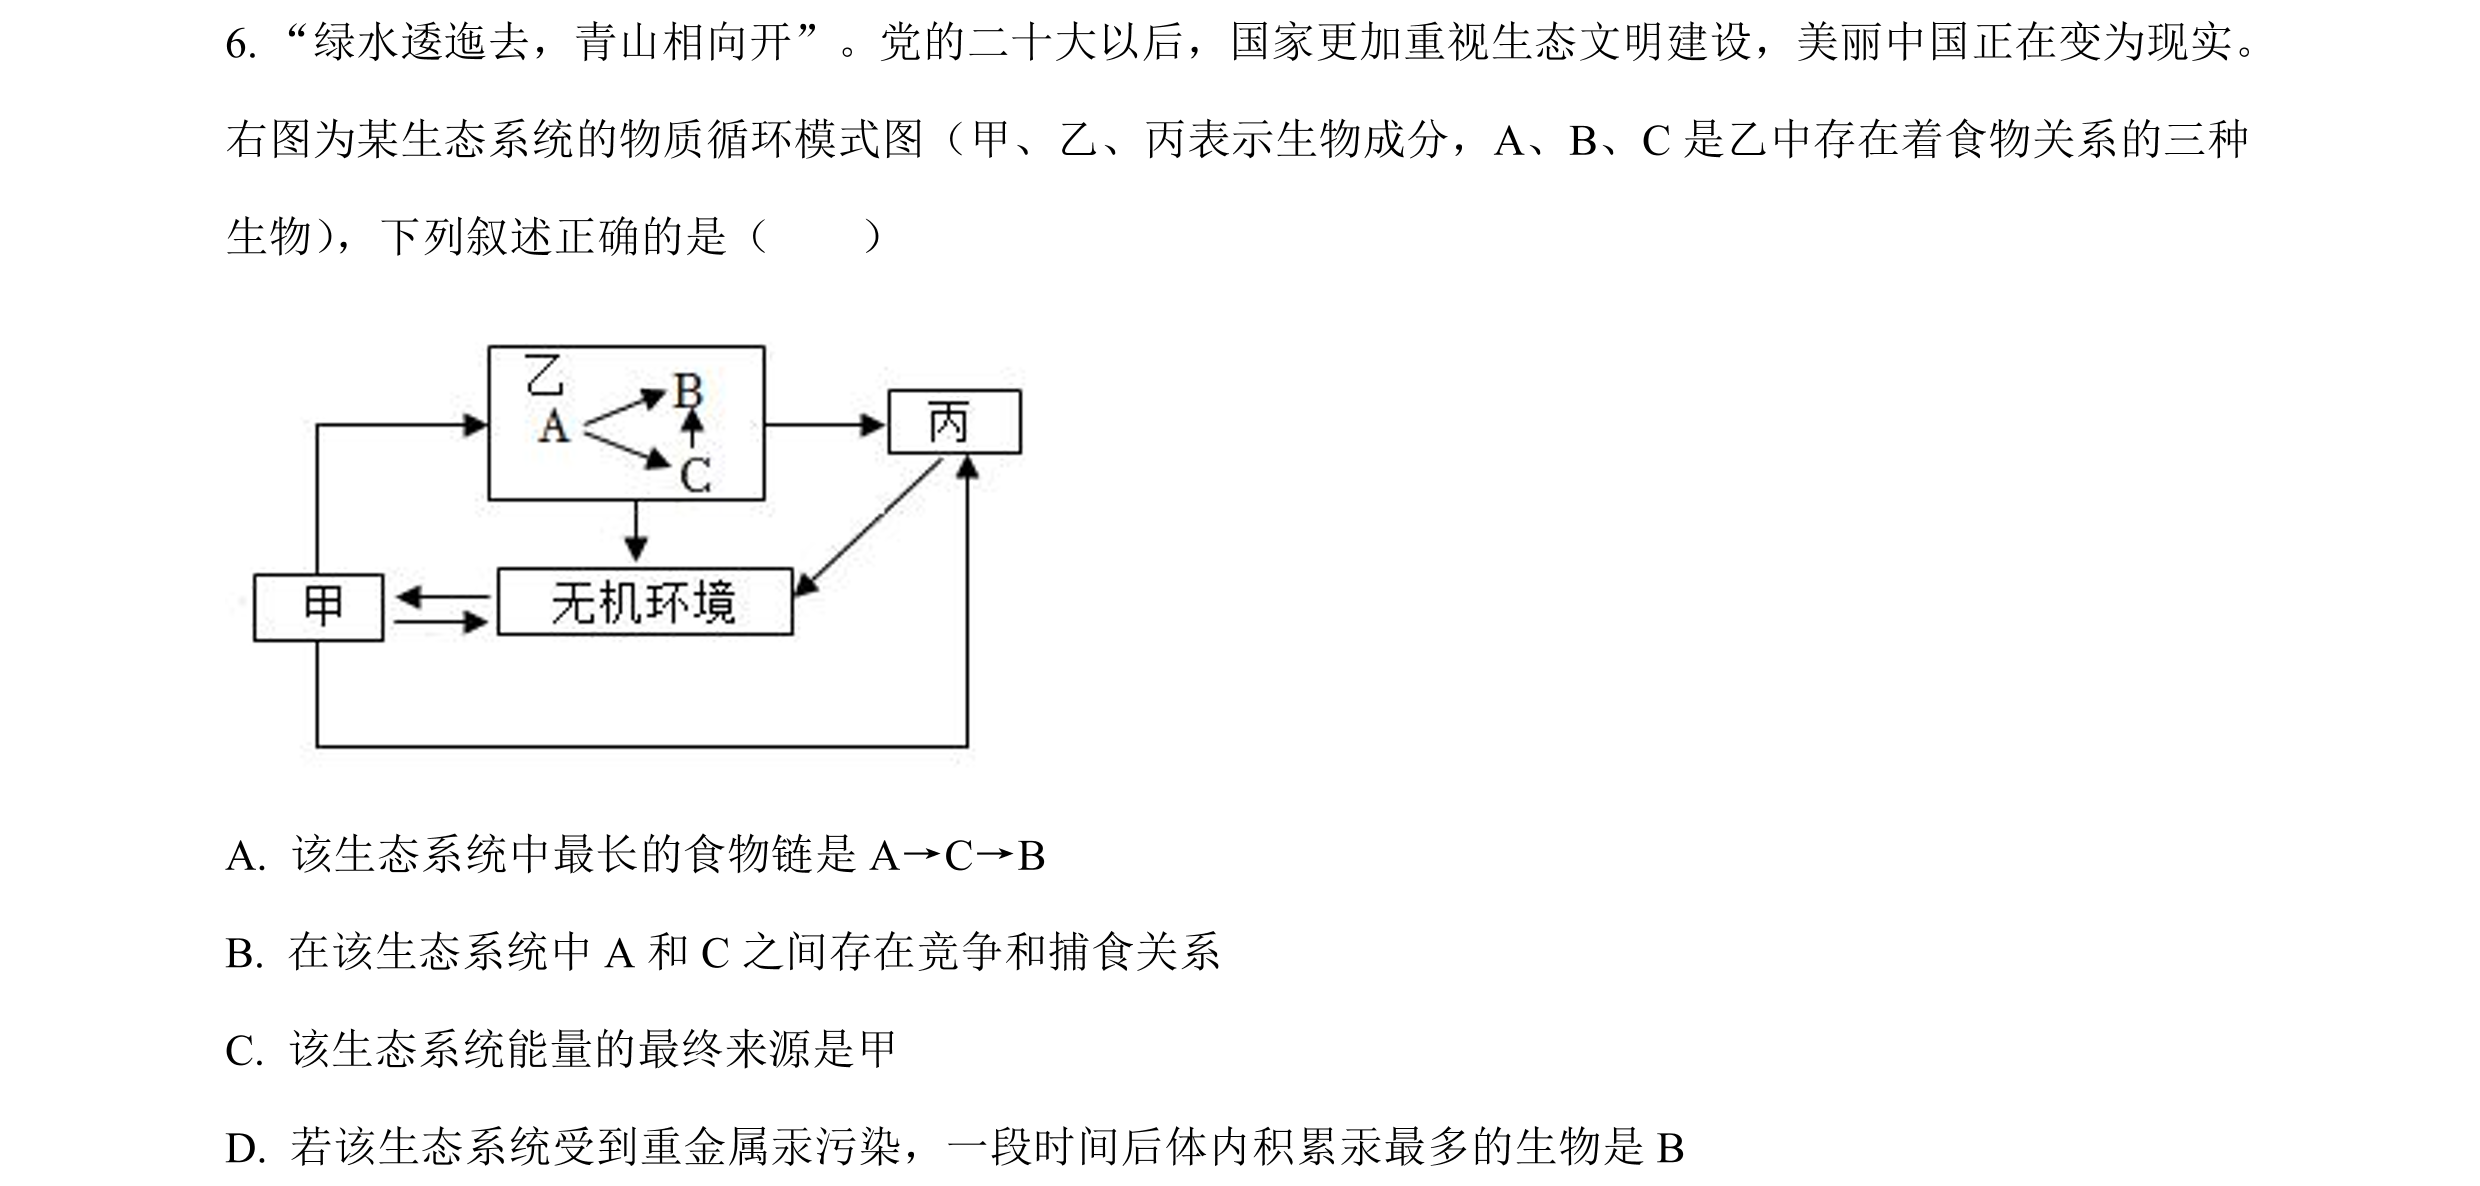 6. “绿水逶迤去，青山相向开”。党的二十大以后，国家更加重视生态文明建设，美丽中国正在变为现实。
右图为某生态系统的物质循环模式图（甲、乙、丙表示生物成分，A、B、C 是乙中存在着食物关系的三种
生物），下列叙述正确的是（　　）
乙
B
A
丙
C
甲
无机环境
A. 该生态系统中最长的食物链是 A→C→B
B. 在该生态系统中 A 和 C 之间存在竞争和捕食关系
C. 该生态系统能量的最终来源是甲
D. 若该生态系统受到重金属汞污染，一段时间后体内积累汞最多的生物是 B